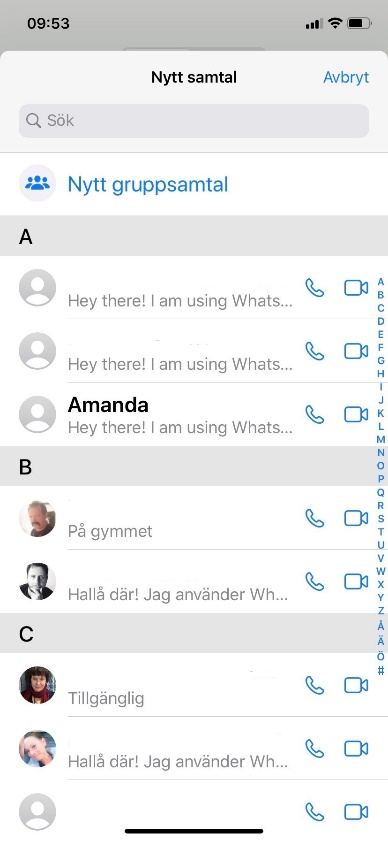 09:53
Nytt samtal
Avbryt
Sök
Nytt gruppsamtal
A
Hey there! I am using Whats...
Hey there! I am using Whats...
Amanda
Hey there! I am using Whats...
B
På gymmet
Hallå där! Jag använder Wh...
C
Tillgänglig
Hallå där! Jag använder Wh...
A
B
C
D
E
F
G
H
I
J
K
L
M
N
O
P
Q
R
S
T
U
V
W
X
Y
Z
Å
Ä
Ö
#